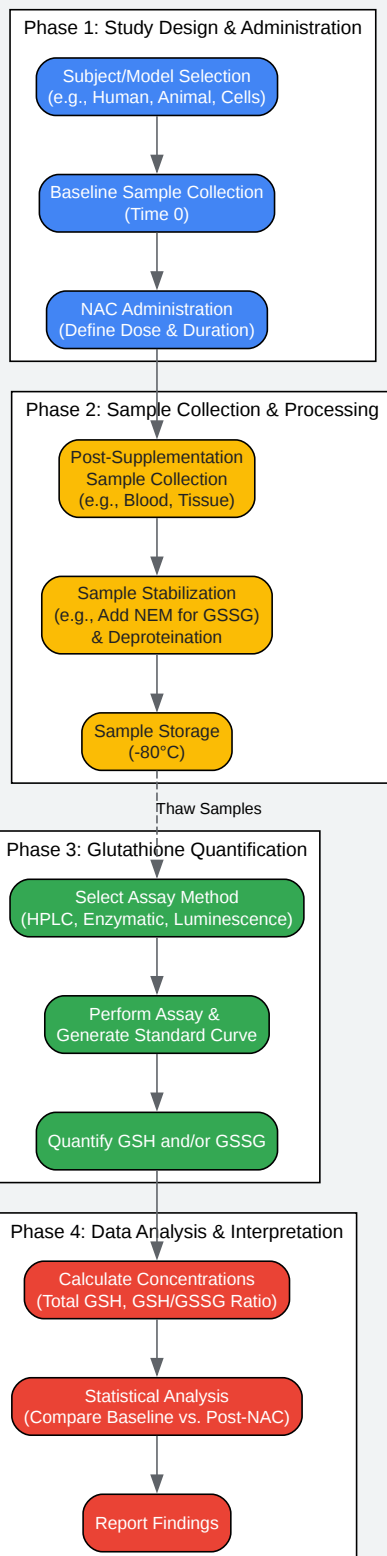 Phase 1: Study Design & Administration
Subject/Model Selection
(e.g., Human, Animal, Cells)
Baseline Sample Collection
(Time 0)
NAC Administration
(Define Dose & Duration)
Phase 2: Sample Collection & Processing
Post-Supplementation
Sample Collection
(e.g., Blood, Tissue)
Sample Stabilization
(e.g., Add NEM for GSSG)
& Deproteination
Sample Storage
(-80°C)
Thaw Samples
Phase 3: Glutathione Quantification
Select Assay Method
(HPLC, Enzymatic, Luminescence)
Perform Assay &
Generate Standard Curve
Quantify GSH and/or GSSG
Phase 4: Data Analysis & Interpretation
Calculate Concentrations
(Total GSH, GSH/GSSG Ratio)
Statistical Analysis
(Compare Baseline vs. Post-NAC)
Report Findings